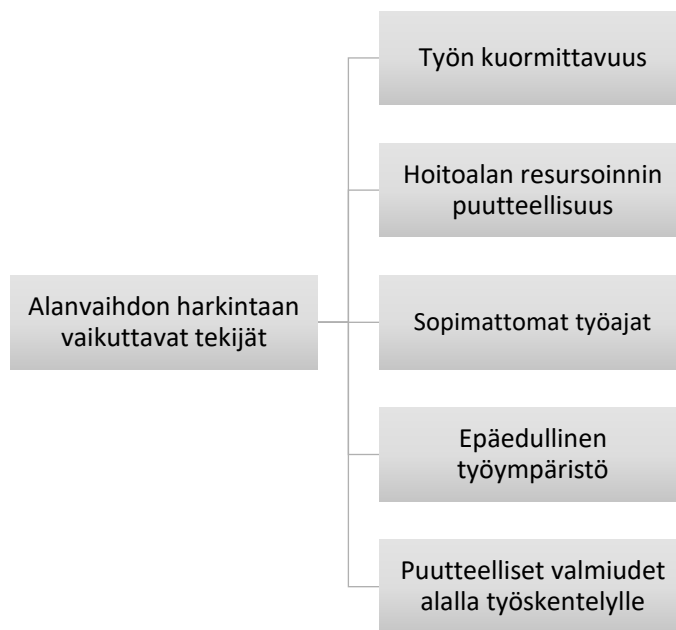 Työn kuormittavuus
Hoitoalan resursoinnin
puutteellisuus
Alanvaihdon harkintaan
vaikuttavat tekijät
Sopimattomat työajat
Epäedullinen
työympäristö
Puutteelliset valmiudet
alalla työskentelylle